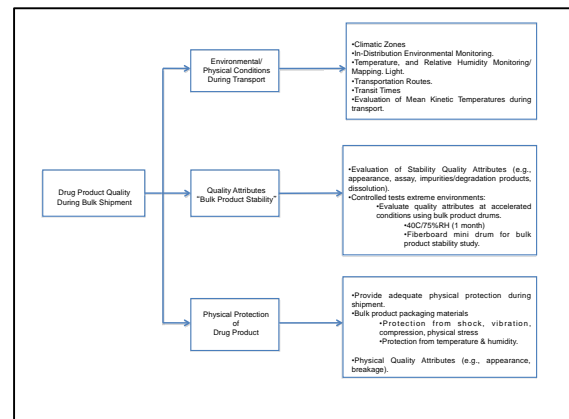 Environmental/
Physical Conditions
During Transport
•Climatic Zones
•In-Distribution Environmental Monitoring.
•Temperature, and Relative Humidity Monitoring/
Mapping. Light.
•Transportation Routes.
•Transit Times
•Evaluation of Mean Kinetic Temperatures during
transport.
Drug Product Quality
During Bulk Shipment
Quality Attributes
"Bulk Product Stability"
•Evaluation of Stability Quality Attributes (e.g.,
appearance, assay, impurities/degradation products,
dissolution).
•Controlled tests extreme environments:
•Evaluate quality attributes at accelerated
conditions using bulk product drums.
•40C/75%RH (1 month)
•Fiberboard mini drum for bulk
product stability study.
Physical Protection
of
Drug Product
•Provide adequate physical protection during
shipment.
•Bulk product packaging materials
•Protection from shock, vibration,
compression, physical stress
•Protection from temperature & humidity.
•Physical Quality Attributes (e.g., appearance,
breakage).